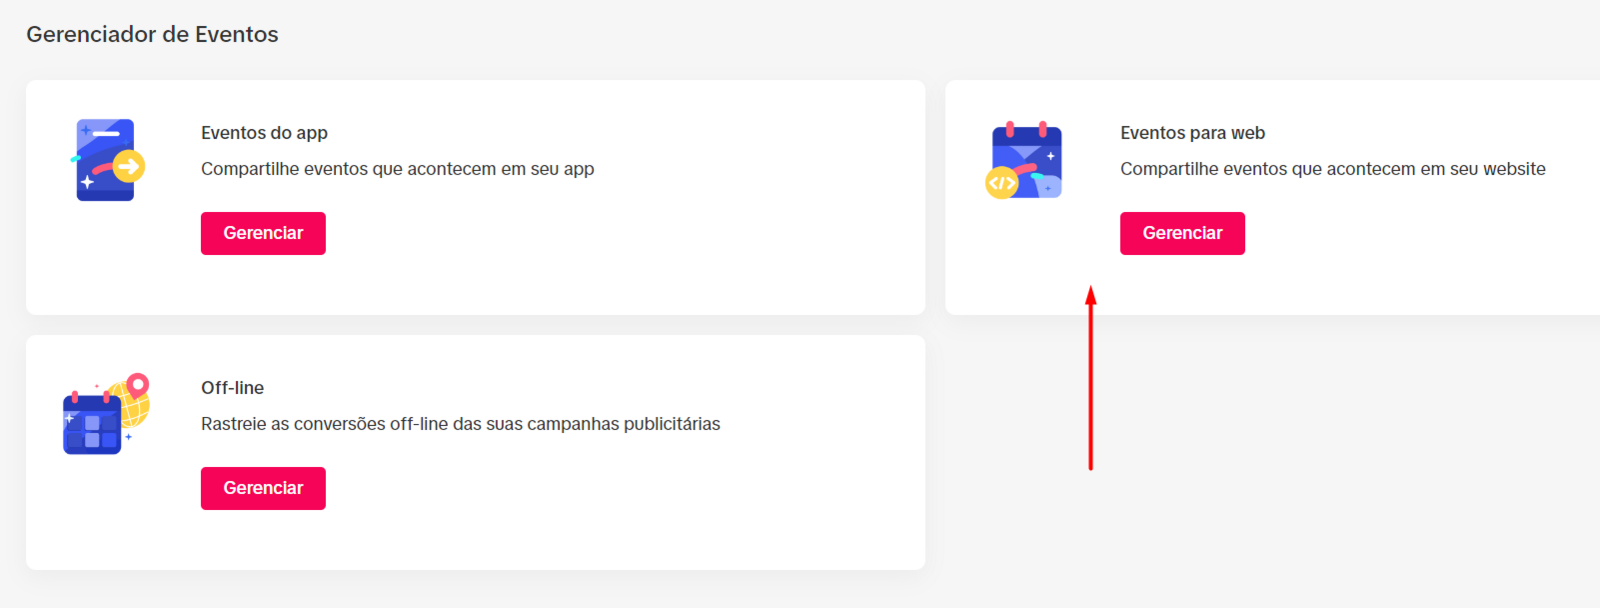 Gerenciador de Eventos
Eventos do app
Compartilhe eventos que acontecem em seu app
Gerenciar
Eventos para web
Compartilhe eventos que acontecem em seu website
Gerenciar
Off-line
Rastreie as conversões off-line das suas campanhas publicitárias
Gerenciar